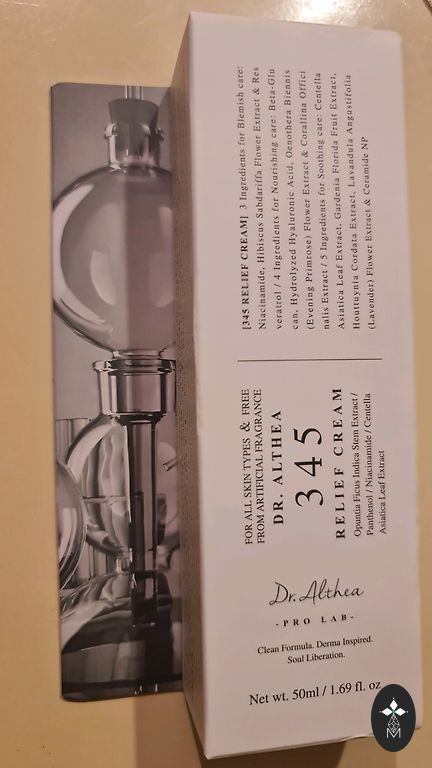 [345 RELIEF CREAM] 3 Ingredients for Blemish care:
Niacinamide, Hibiscus Sabdariffa Flower Extract & Res
veratrol / 4 Ingredients for Nourishing care: Beta-Glu
can, Hydrolyzed Hyaluronic Acid, Oenothera Biennis
(Evening Primrose) Flower Extract & Corallina Offici
nalis Extract / 5 Ingredients for Soothing care: Centella
Asiatica Leaf Extract, Gardenia Florida Fruit Extract,
Houttuynia Cordata Extract, Lavandula Angustifolia
(Lavender) Flower Extract & Ceramide NP
FOR ALL SKIN TYPES & FREE
FROM ARTIFICIAL FRAGRANCE
DR. ALTHEA
345
RELIEF CREAM
Opuntia Ficus Indica Stem Extract /
Panthenol / Niacinamide / Centella
Asiatica Leaf Extract
Dr. Althea
- PRO LAB -
Clean Formula. Derma Inspired.
Soul Liberation.
Net wt. 50ml / 1.69 fl. oz
M